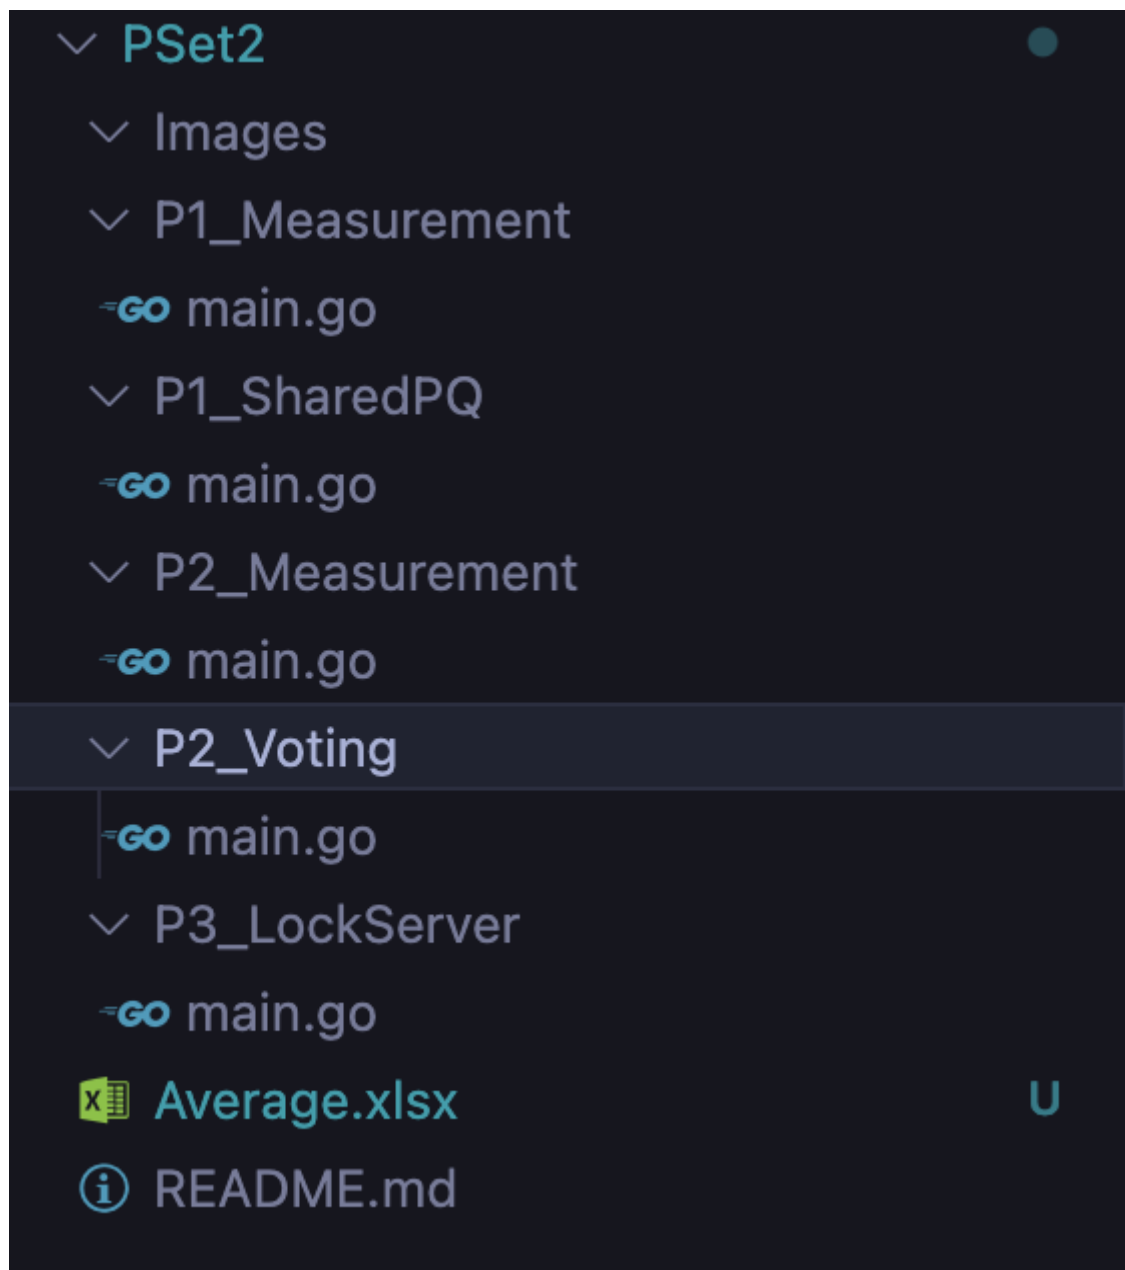 PSet2
Images
P1_Measurement
GO main.go
P1_SharedPQ
GO main.go
P2_Measurement
GO main.go
P2_Voting
GO main.go
P3_LockServer
GO main.go
X Average.xlsx U
i README.md